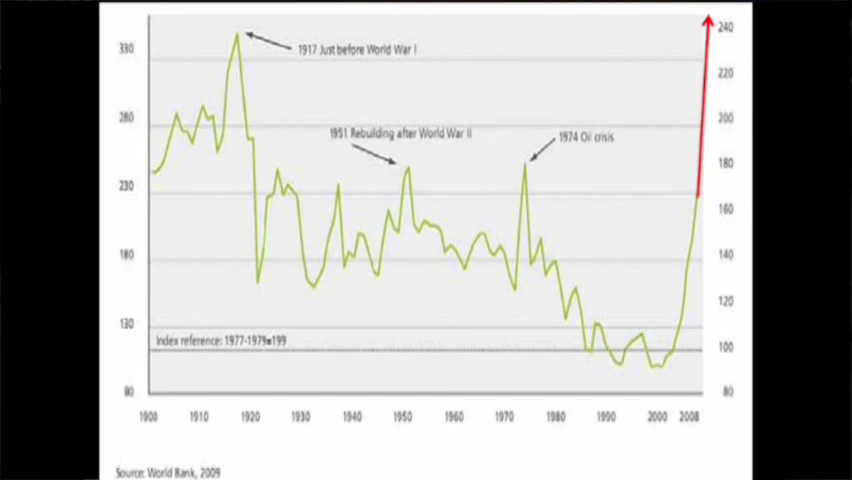 330
280
230
180
130
80
240
220
200
180
160
140
120
100
80
1917 Just before World War I
1951 Rebuilding after World War II
1974 Oil crisis
Index reference: 1977-1979=199
1900 1910 1920 1930 1940 1950 1960 1970 1980 1990 2000 2008
Source: World Bank, 2009